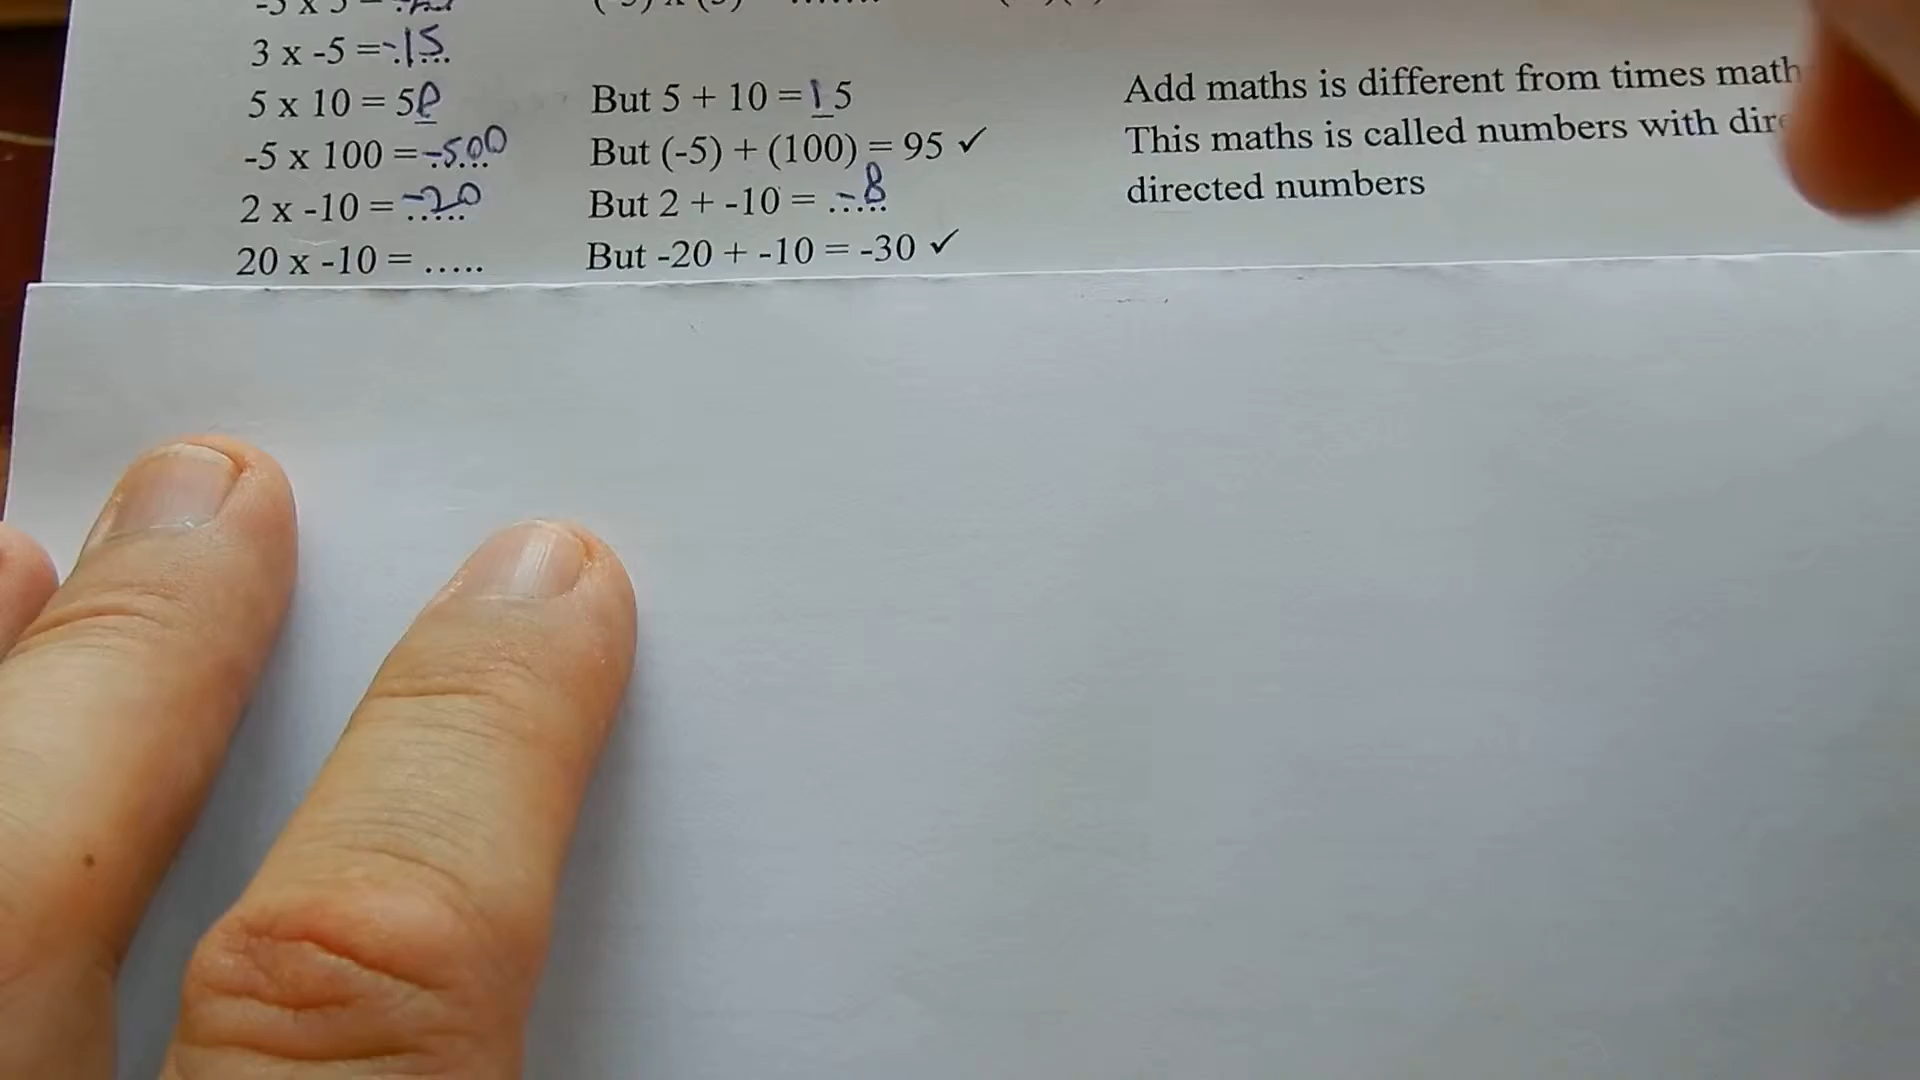 3 x -5 = -15
5 x 10 = 50 But 5 + 10 = 15 Add maths is different from times math
-5 x 100 = -500 But (-5) + (100) = 95 ✓ This maths is called numbers with dire
2 x -10 = -20 But 2 + -10 = -8 directed numbers
20 x -10 = ..... But -20 + -10 = -30 ✓